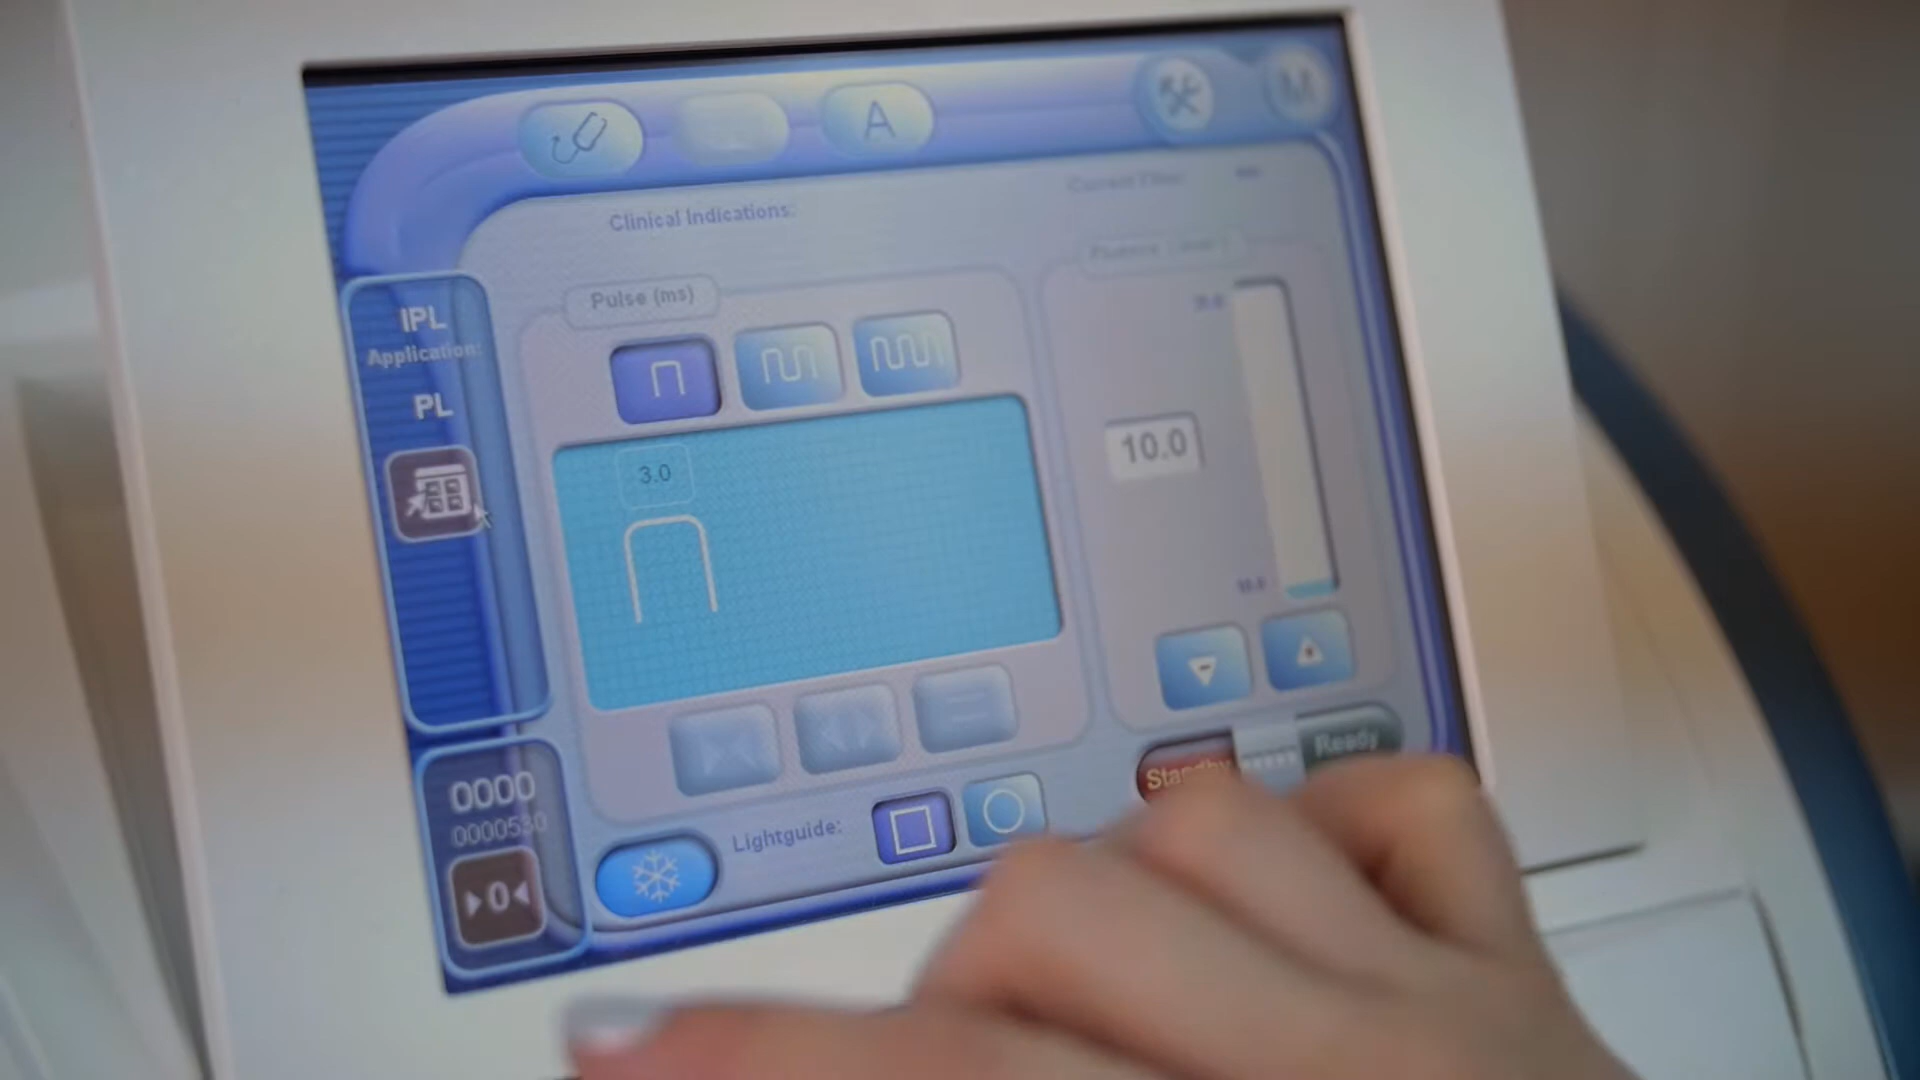 A
M
Clinical Indications:
IPL
Application:
PL
Pulse (ms)
3.0
10.0
0000
0000530
0
Lightguide:
Standby
Ready